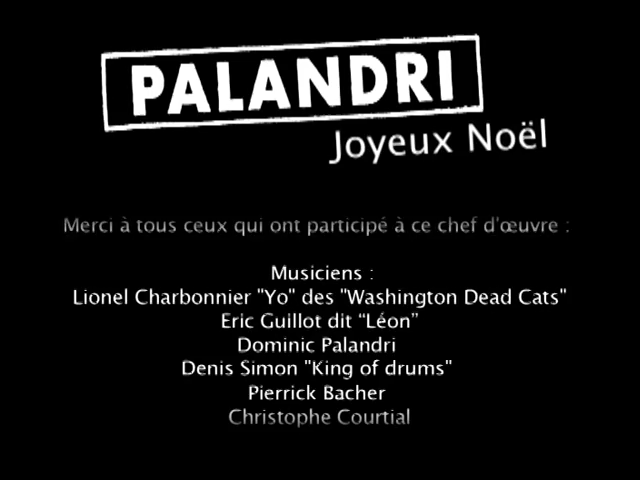 PALANDRI
Joyeux Noël
Merci à tous ceux qui ont participé à ce chef d'œuvre :
Musiciens :
Lionel Charbonnier "Yo" des "Washington Dead Cats"
Eric Guillot dit “Léon”
Dominic Palandri
Denis Simon "King of drums"
Pierrick Bacher
Christophe Courtial